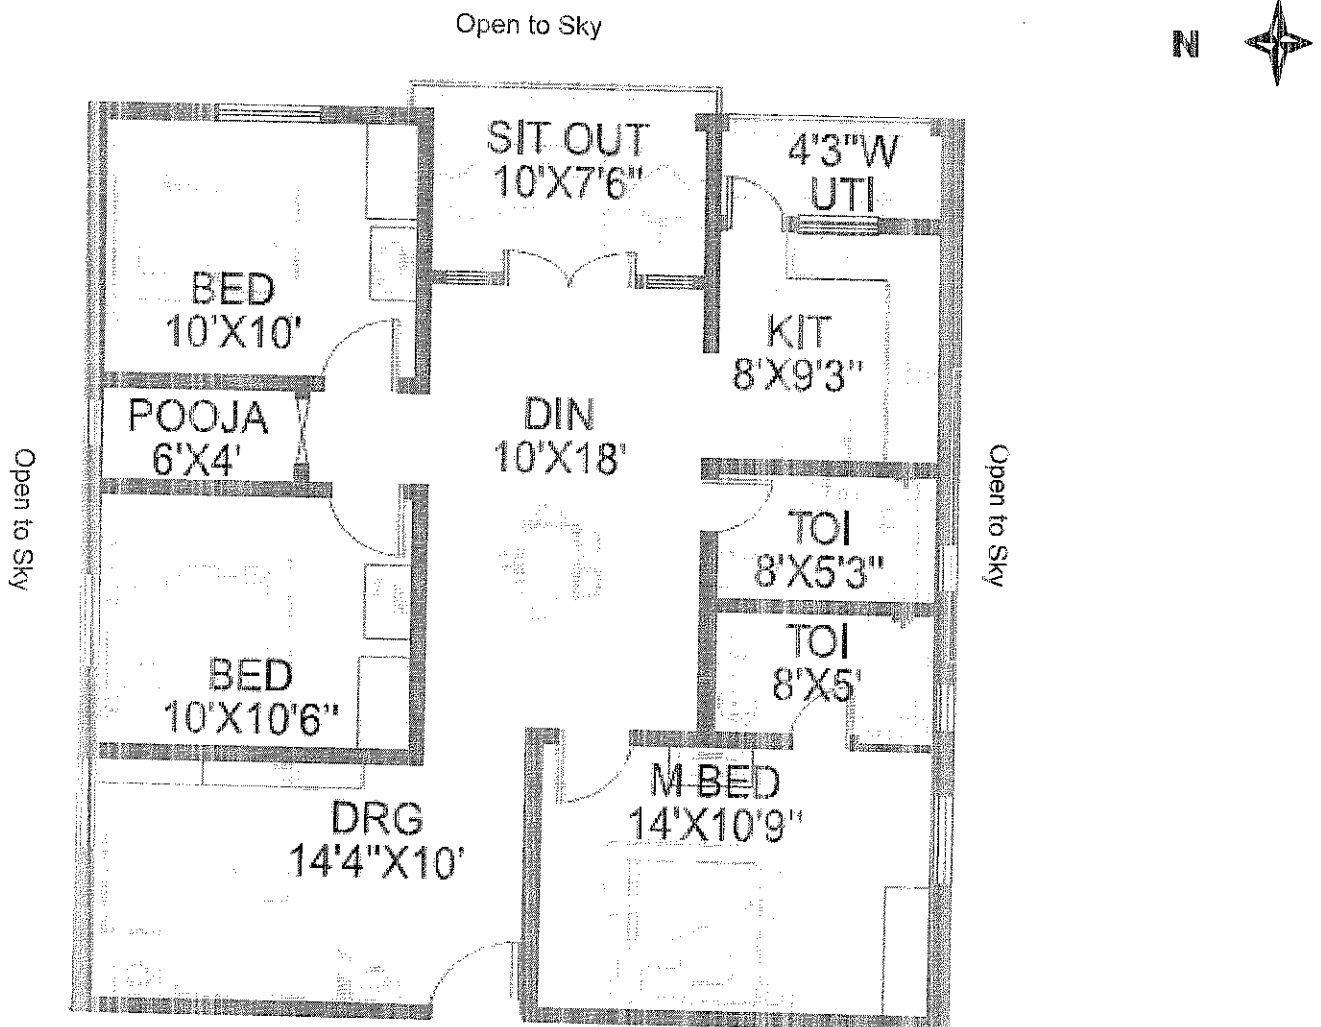 Open to Sky
N
SIT OUT
10'X7'6"
4'3"W
UTI
BED
10'X10'
KIT
8'X9'3"
POOJA
6'X4'
DIN
10'X18'
Open to Sky
Open to Sky
TOI
8'X5'3"
TOI
8'X5'
BED
10'X10'6"
M BED
14'X10'9"
DRG
14'4"X10'